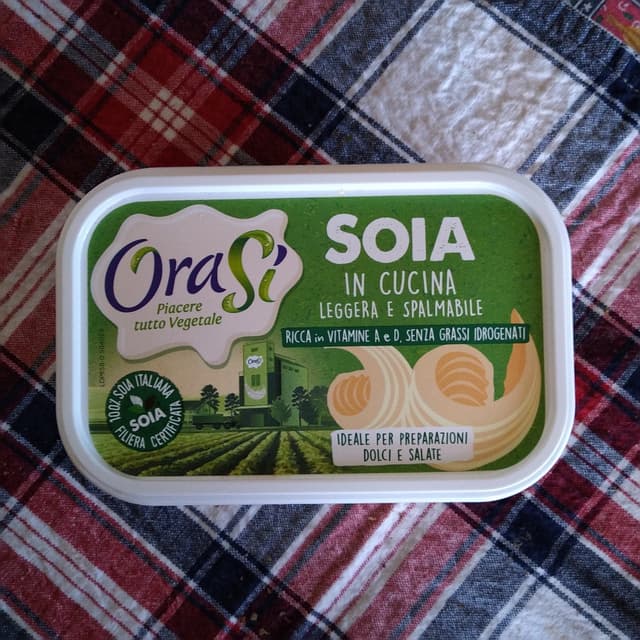 OraSì
Piacere
tutto Vegetale
SOIA
IN CUCINA
LEGGERA E SPALMABILE
RICCA in VITAMINE A e D, SENZA GRASSI IDROGENATI
OraSì
100% SOIA ITALIANA
SOIA
FILIERA CERTIFICATA
IDEALE PER PREPARAZIONI
DOLCI E SALATE